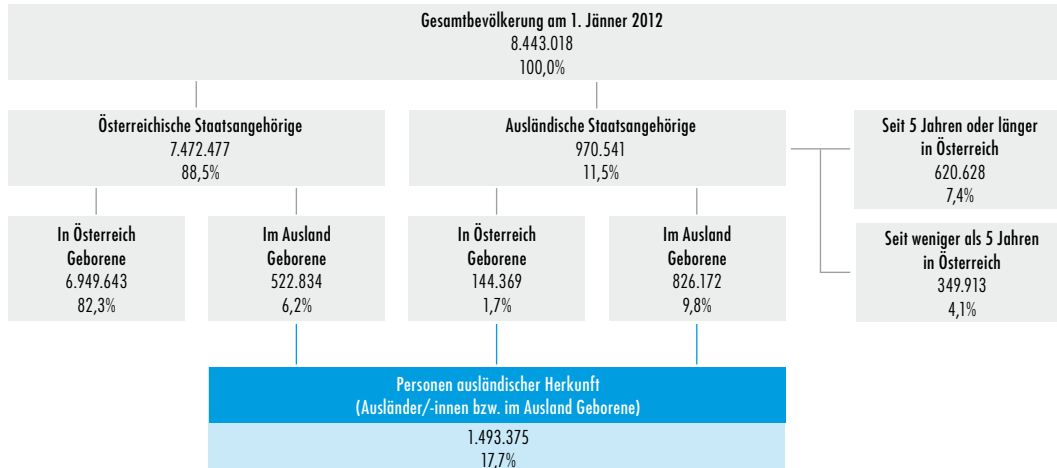 Gesamtbevölkerung am 1. Jänner 2012
8.443.018
100,0%
Österreichische Staatsangehörige
7.472.477
88,5%
Ausländische Staatsangehörige
970.541
11,5%
Seit 5 Jahren oder länger
in Österreich
620.628
7,4%
Seit weniger als 5 Jahren
in Österreich
349.913
4,1%
In Österreich
Geborene
6.949.643
82,3%
Im Ausland
Geborene
522.834
6,2%
In Österreich
Geborene
144.369
1,7%
Im Ausland
Geborene
826.172
9,8%
Personen ausländischer Herkunft
(Ausländer/-innen bzw. im Ausland Geborene)
1.493.375
17,7%